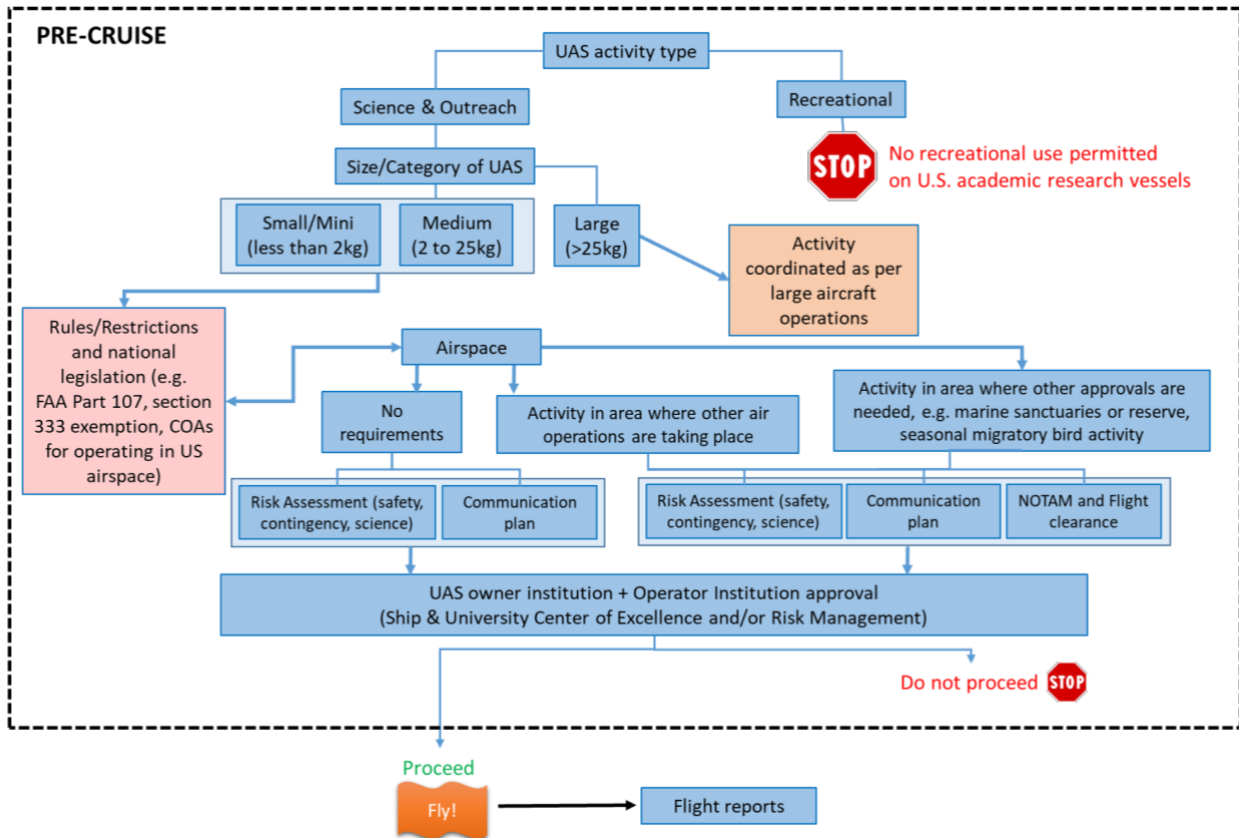 PRE-CRUISE
UAS activity type
Science & Outreach
Recreational
STOP
No recreational use permitted
on U.S. academic research vessels
Size/Category of UAS
Small/Mini
(less than 2kg)
Medium
(2 to 25kg)
Large
(>25kg)
Activity
coordinated as per
large aircraft
operations
Rules/Restrictions
and national
legislation (e.g.
FAA Part 107, section
333 exemption, COAs
for operating in US
airspace)
Airspace
No
requirements
Activity in area where other air
operations are taking place
Activity in area where other approvals are
needed, e.g. marine sanctuaries or reserve,
seasonal migratory bird activity
Risk Assessment (safety,
contingency, science)
Communication
plan
Risk Assessment (safety,
contingency, science)
Communication
plan
NOTAM and Flight
clearance
UAS owner institution + Operator Institution approval
(Ship & University Center of Excellence and/or Risk Management)
Do not proceed
STOP
Proceed
Fly!
Flight reports